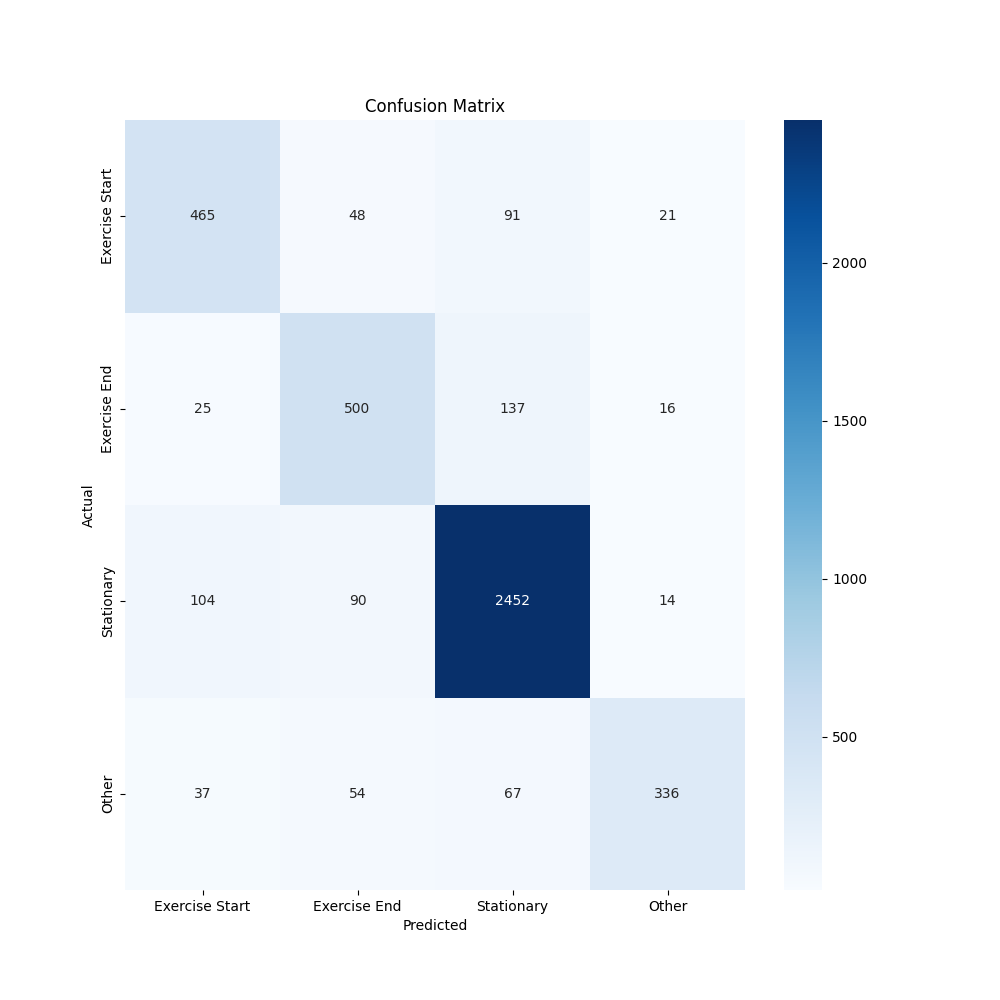 Confusion Matrix
Exercise Start
465 48 91 21
Exercise End
25 500 137 16
Stationary
104 90 2452 14
Other
37 54 67 336
Actual
Exercise Start Exercise End Stationary Other
Predicted
2000
1500
1000
500